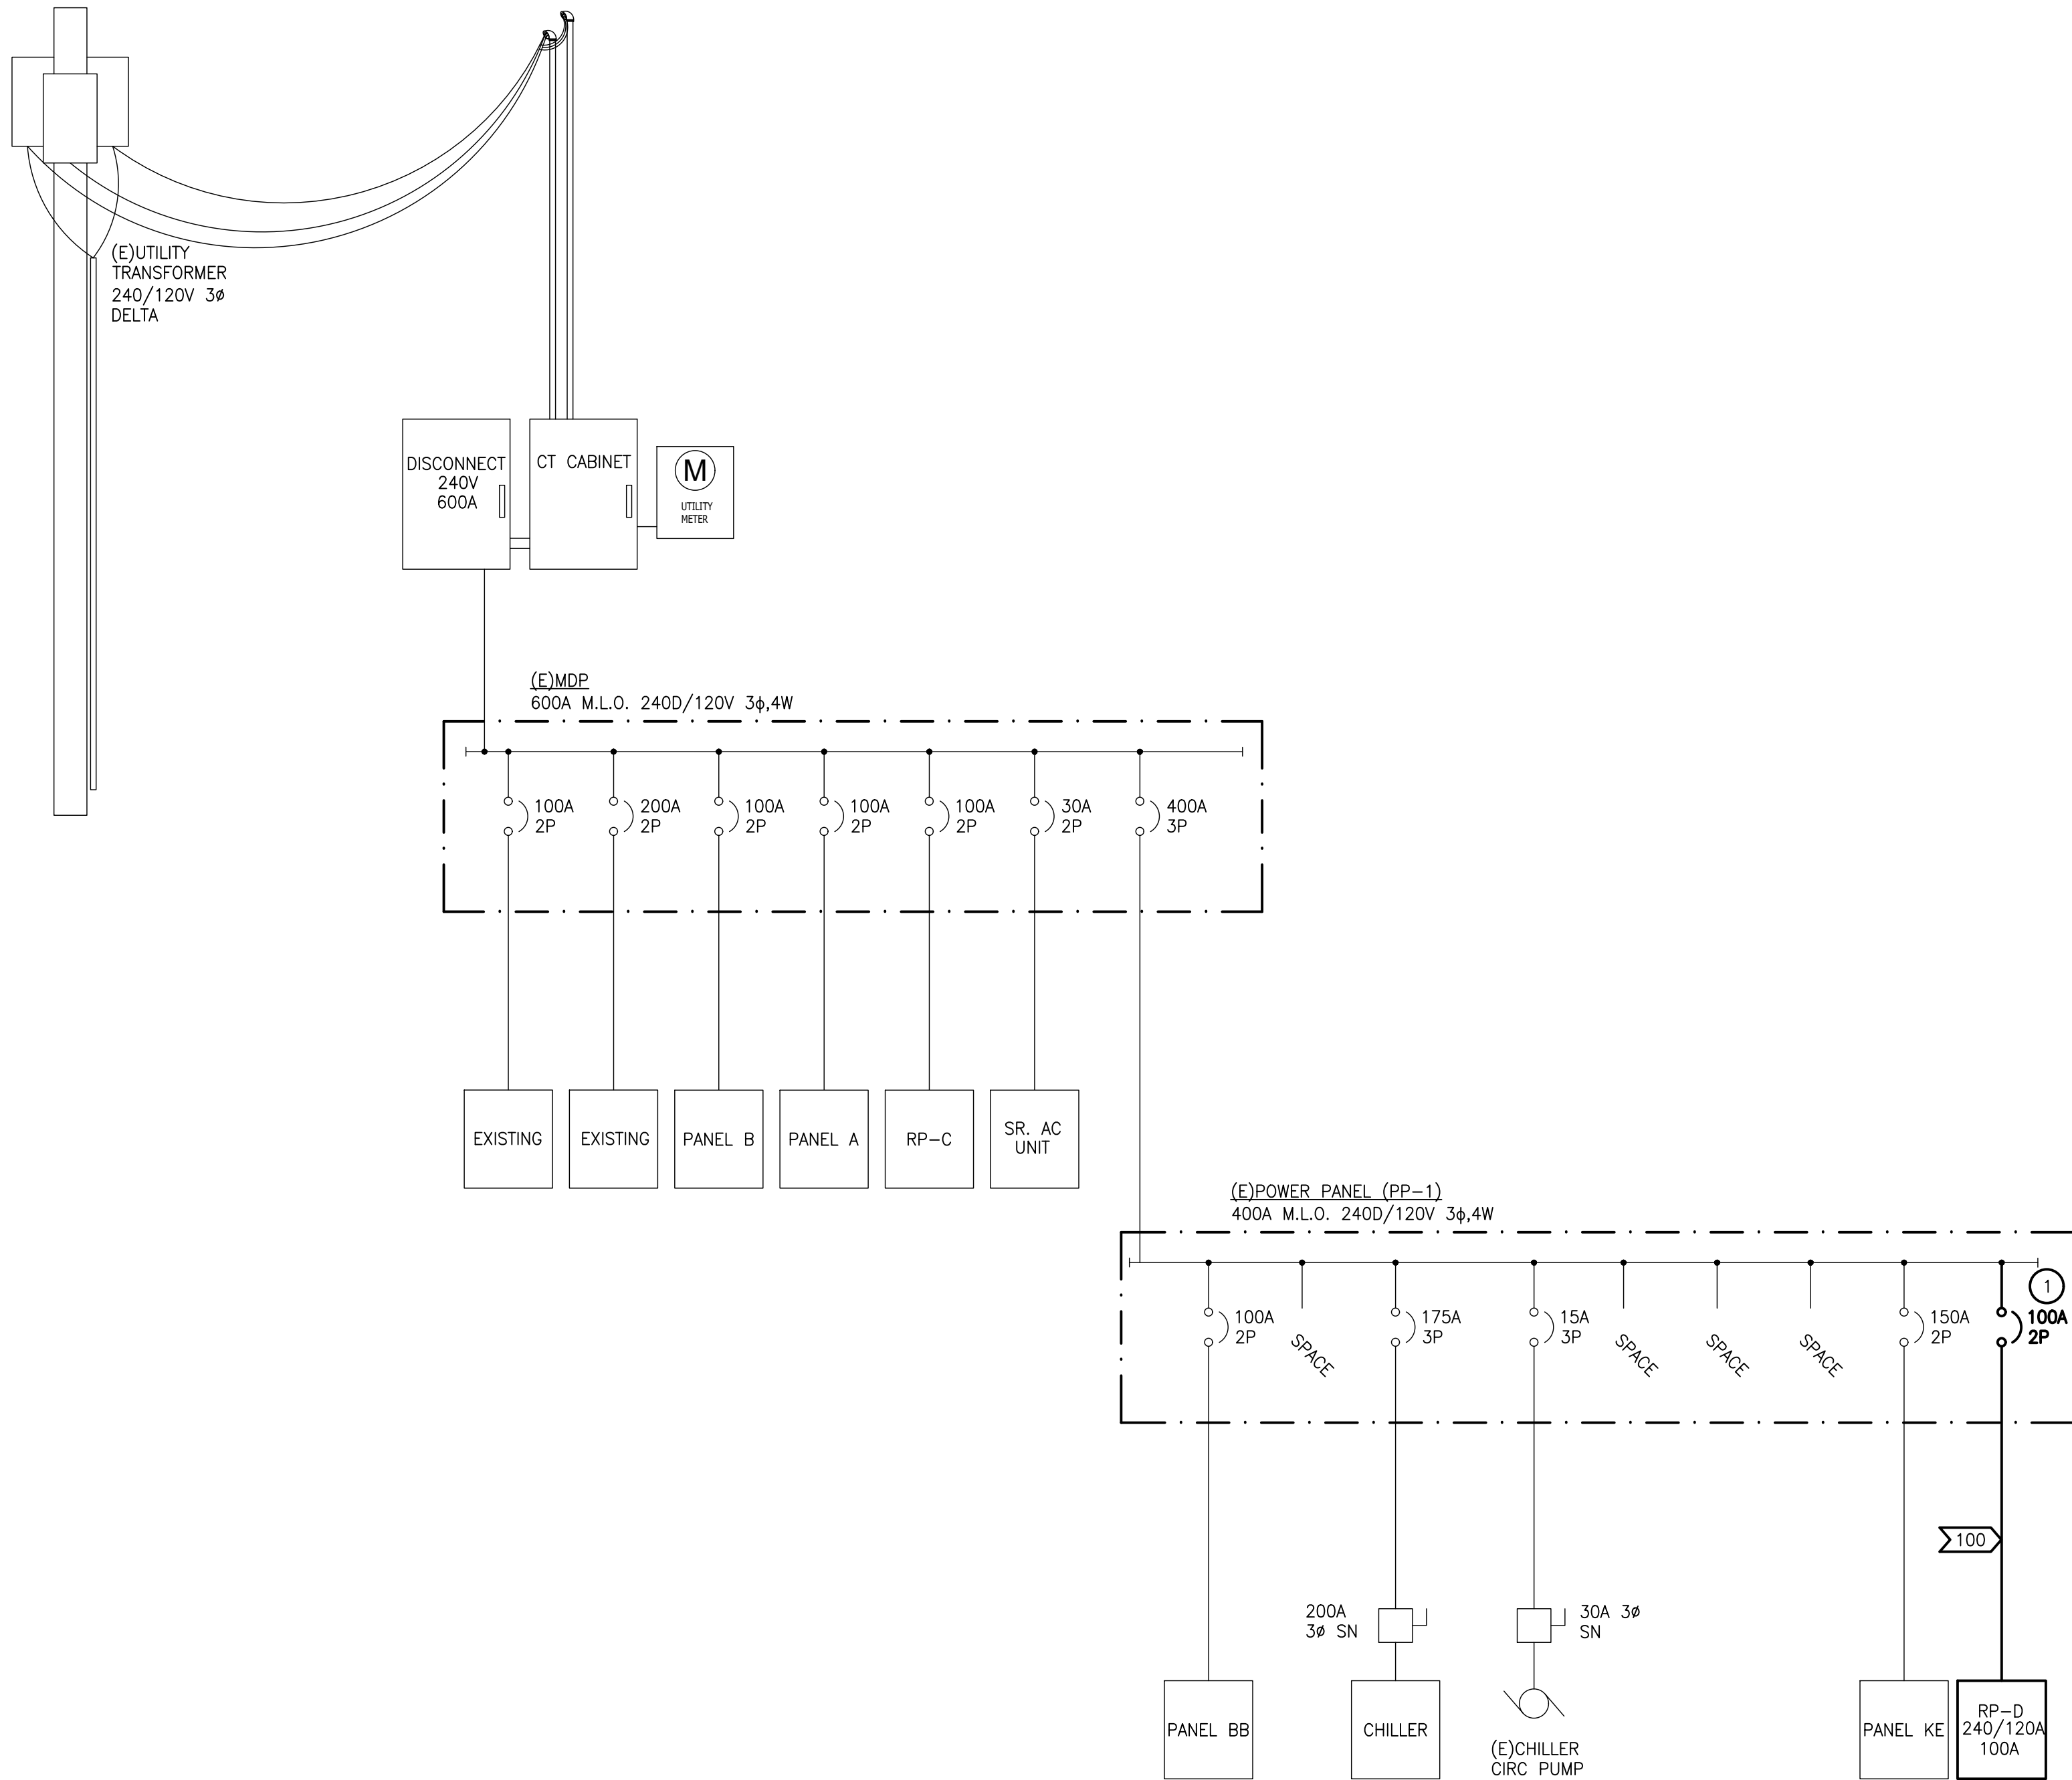 (E)UTILITY
TRANSFORMER
240/120V 3ø
DELTA
DISCONNECT
240V
600A
CT CABINET
M
UTILITY
METER
(E)MDP
600A M.L.O. 240D/120V 3ϕ,4W
100A
2P
200A
2P
100A
2P
100A
2P
100A
2P
30A
2P
400A
3P
EXISTING
EXISTING
PANEL B
PANEL A
RP-C
SR. AC
UNIT
(E)POWER PANEL (PP-1)
400A M.L.O. 240D/120V 3ϕ,4W
100A
2P
SPACE
175A
3P
15A
3P
SPACE
SPACE
SPACE
150A
2P
1
100A
2P
100
200A
3ø SN
30A 3ø
SN
PANEL BB
CHILLER
(E)CHILLER
CIRC PUMP
PANEL KE
RP-D
240/120A
100A